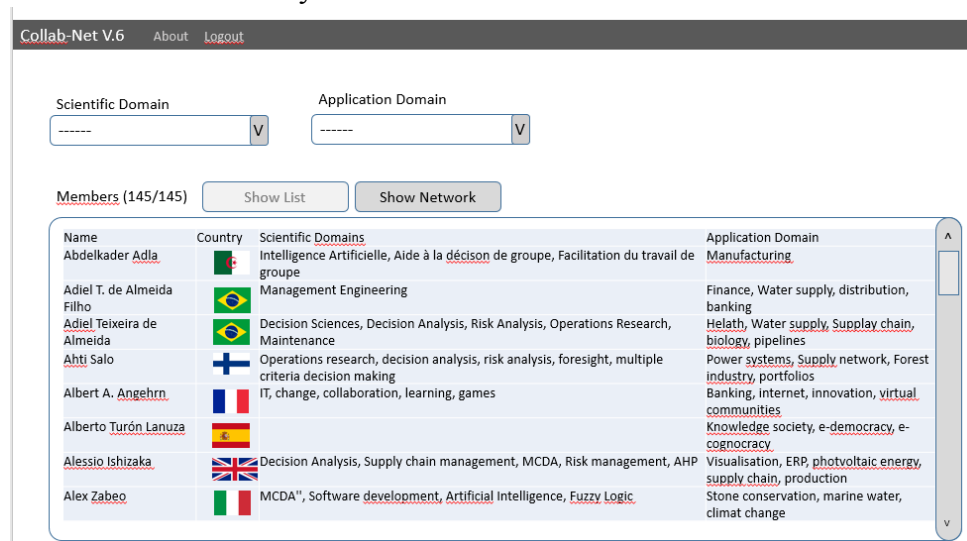 Collab-Net V.6 About Logout
Scientific Domain
Application Domain
------ V
------ V
Members (145/145) Show List Show Network
Name Country Scientific Domains Application Domain
Abdelkader Adla Intelligence Artificielle, Aide à la décison de groupe, Facilitation du travail de Manufacturing
groupe
Adiel T. de Almeida Management Engineering Finance, Water supply, distribution,
Filho banking
Adiel Teixeira de Decision Sciences, Decision Analysis, Risk Analysis, Operations Research, Helath, Water supply, Supplay chain,
Almeida Maintenance biology, pipelines
Ahti Salo Operations research, decision analysis, risk analysis, foresight, multiple Power systems, Supply network, Forest
criteria decision making industry, portfolios
Albert A. Angehrn IT, change, collaboration, learning, games Banking, internet, innovation, virtual
communities
Alberto Turón Lanuza Knowledge society, e-democracy, e-
cognocracy
Alessio Ishizaka Decision Analysis, Supply chain management, MCDA, Risk management, AHP Visualisation, ERP, photvoltaic energy,
supply chain, production
Alex Zabeo MCDA", Software development, Artificial Intelligence, Fuzzy Logic Stone conservation, marine water,
climat change